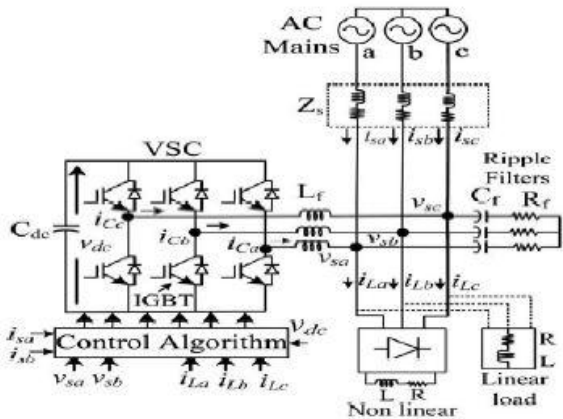 AC
Mains
a b c
Zs
isa isb isc
VSC
Lf
Ripple
Filters
Cr Rf
vsc
iCc
Cdc
vdc
iCb
iCa
vsb
vsa
IGBT
iLa iLb iLc
isa
isb
Control Algorithm
vdc
vsa vsb iLa iLb iLc
L R
Non linear
R
L
Linear
load